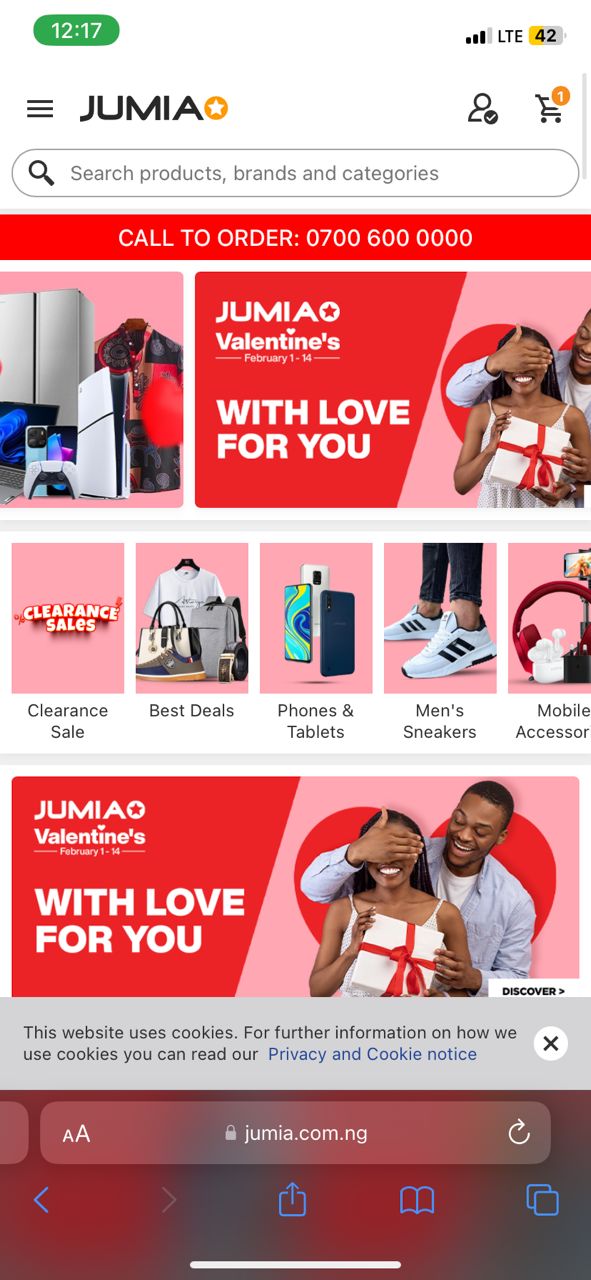 12:17
LTE 42
JUMIA
1
Search products, brands and categories
CALL TO ORDER: 0700 600 0000
JUMIA
Valentine's
February 1 - 14
WITH LOVE
FOR YOU
CLEARANCE
SALES
Clearance
Sale
Best Deals
Phones &
Tablets
Men's
Sneakers
Mobile
Accessor
JUMIA
Valentine's
February 1 - 14
WITH LOVE
FOR YOU
DISCOVER >
This website uses cookies. For further information on how we
use cookies you can read our Privacy and Cookie notice
AA
jumia.com.ng